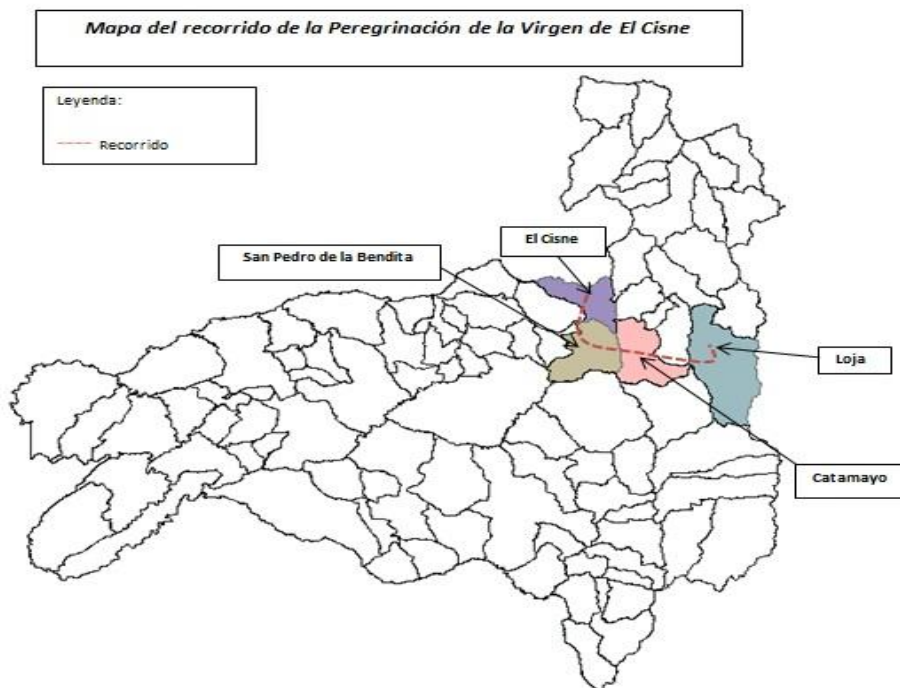 Mapa del recorrido de la Peregrinación de la Virgen de El Cisne
Leyenda:
Recorrido
El Cisne
San Pedro de la Bendita
Loja
Catamayo